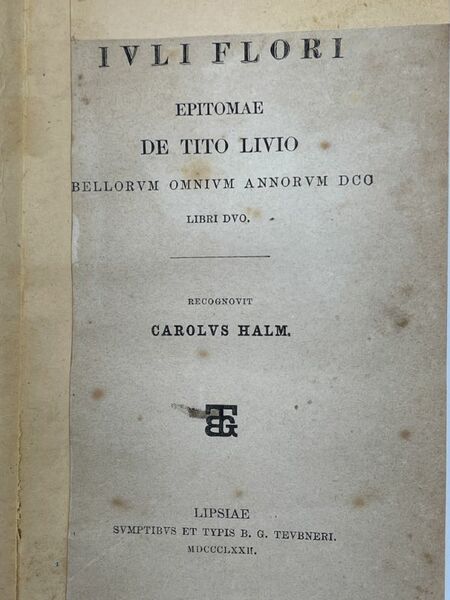 IVLI FLORI
EPITOMAE
DE TITO LIVIO
BELLORVM OMNIVM ANNORVM DCC
LIBRI DVO.
RECOGNOVIT
CAROLVS HALM.
BTG
LIPSIAE
SVMPTIBVS ET TYPIS B. G. TEVBNERI.
MDCCCLXXII.